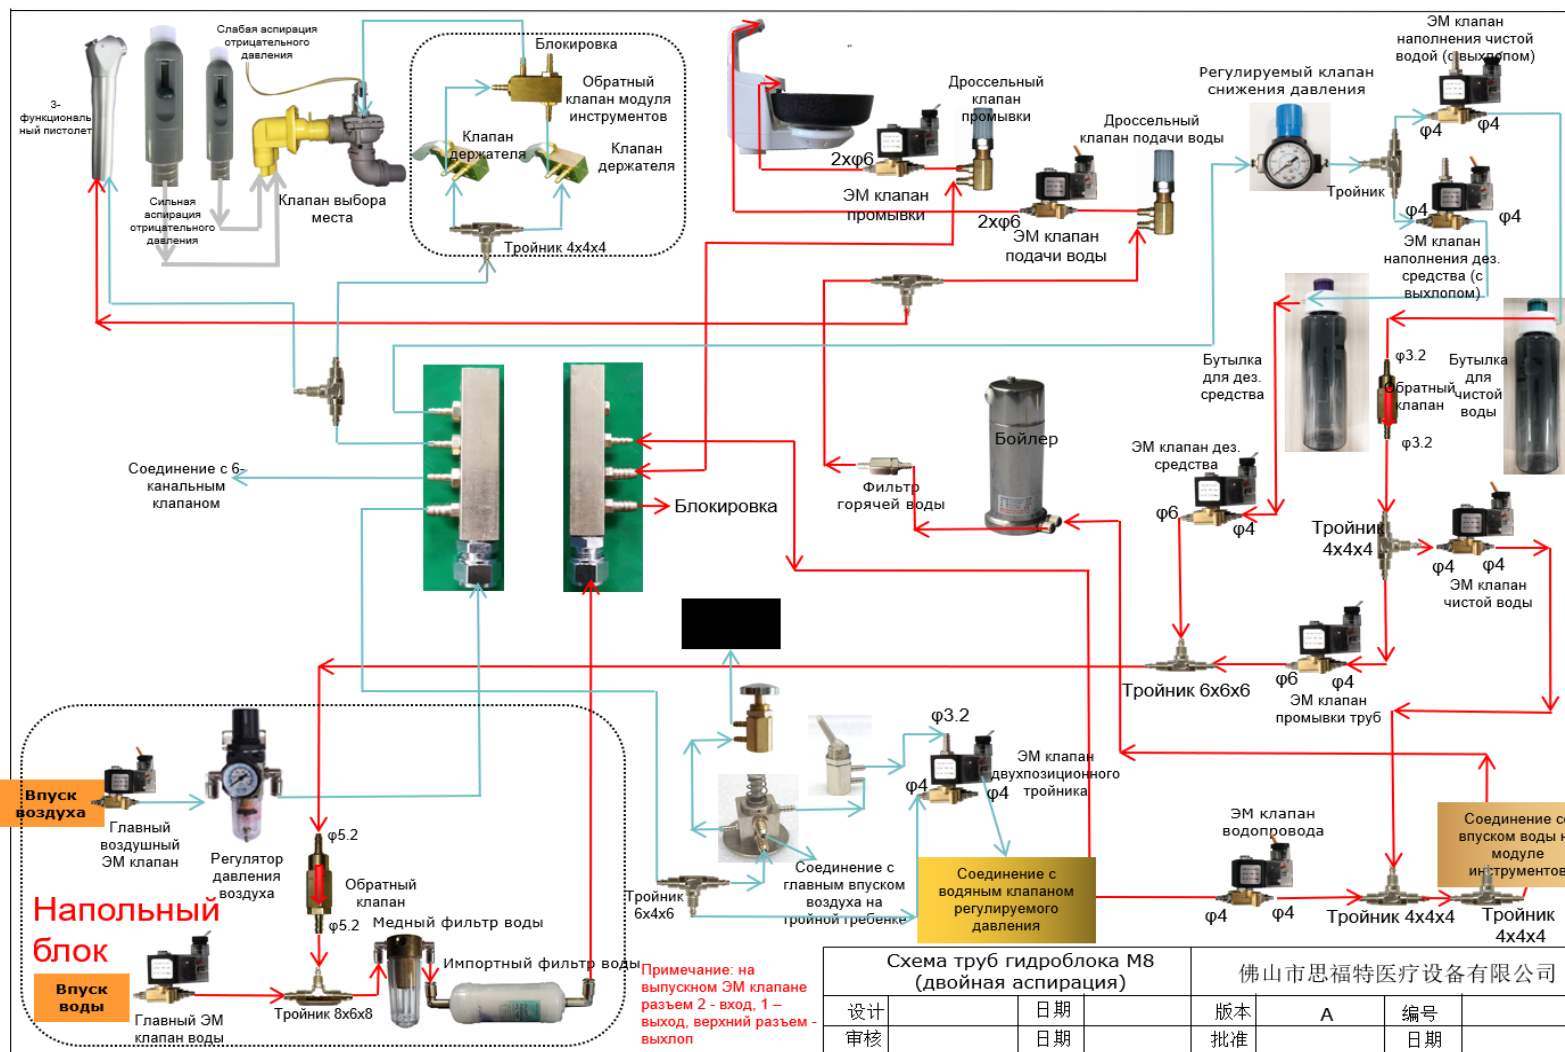 3-
функциональ
ный пистолет
Слабая аспирация
отрицательного
давления
Сильная
аспирация
отрицательного
давления
Клапан выбора
места
Блокировка
Обратный
клапан модуля
инструментов
Клапан
держателя
Клапан
держателя
Тройник 4x4x4
Дроссельный
клапан
промывки
2xφ6
ЭМ клапан
промывки
Дроссельный
клапан подачи воды
2xφ6
ЭМ клапан
подачи воды
Регулируемый клапан
снижения давления
Тройник
ЭМ клапан
наполнения чистой
водой (с выхлопом)
φ4
φ4
φ4
φ4
ЭМ клапан
наполнения дез.
средства (с
выхлопом)
Бутылка
для дез.
средства
φ3.2
Обратный
клапан
φ3.2
Бутылка
для
чистой
воды
Соединение с 6-
канальным
клапаном
Блокировка
Бойлер
Фильтр
горячей воды
ЭМ клапан дез.
средства
φ6
φ4
Тройник
4x4x4
φ4
φ4
ЭМ клапан
чистой воды
Тройник 6x6x6
φ6
φ4
ЭМ клапан
промывки труб
φ3.2
φ4
φ4
ЭМ клапан
двухпозиционного
тройника
Впуск
воздуха
Главный
воздушный
ЭМ клапан
Регулятор
давления
воздуха
φ5.2
Обратный
клапан
φ5.2
Напольный
блок
Впуск
воды
Главный ЭМ
клапан воды
Тройник 8x6x8
Медный фильтр воды
Импортный фильтр воды
Тройник
6x4x6
Соединение с
главным впуском
воздуха на
тройной гребенке
Соединение с
водяным клапаном
регулируемого
давления
ЭМ клапан
водопровода
φ4
φ4
Тройник 4x4x4
Соединение со
впуском воды н
модуле
инструментов
Тройник
4x4x4
Примечание: на
выпускном ЭМ клапане
разъем 2 - вход, 1 –
выход, верхний разъем -
выхлоп
Схема труб гидроблока М8
(двойная аспирация)
佛山市思福特医疗设备有限公司
设计 日期 版本 A 编号
审核 日期 批准 日期